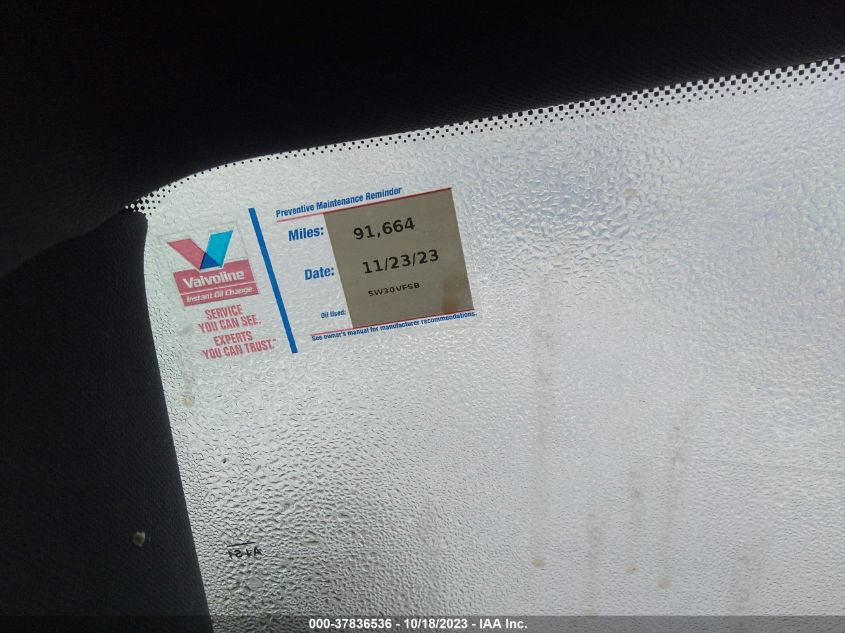 Preventive Maintenance Reminder
Miles: 91,664
Date: 11/23/23
5W30VFSB
Oil Used:
See owner's manual for manufacturer recommendations.
Valvoline
Instant Oil Change
SERVICE
YOU CAN SEE.
EXPERTS
YOU CAN TRUST.™
000-37836536 - 10/18/2023 - IAA Inc.